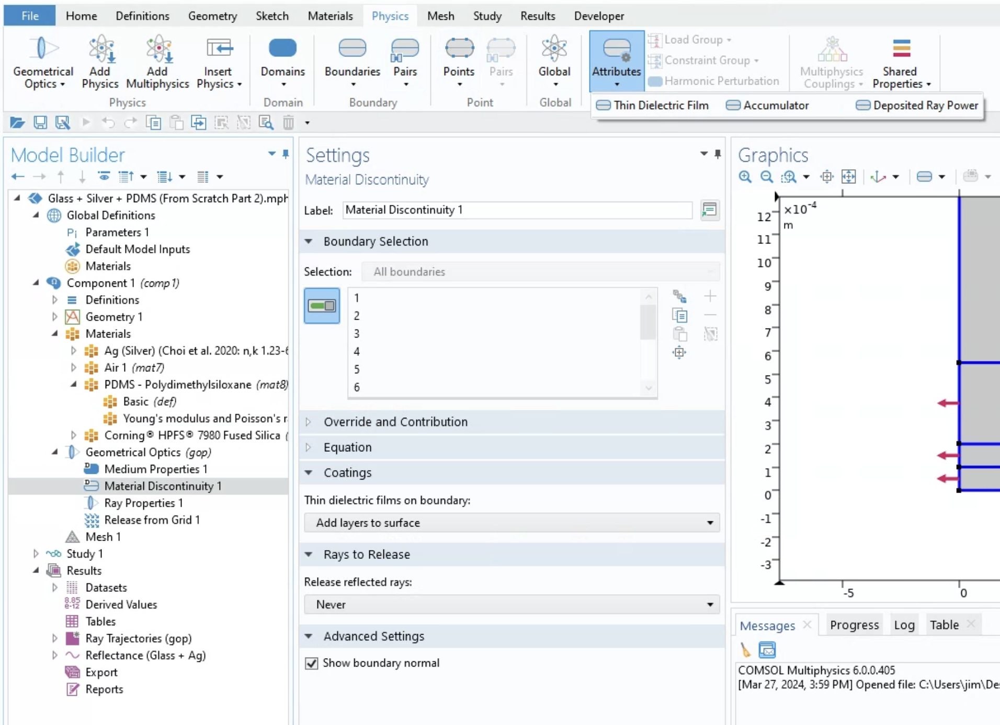 File Home Definitions Geometry Sketch Materials Physics Mesh Study Results Developer
Geometrical Optics
Add Physics
Add Multiphysics
Insert Physics
Physics
Domains
Domain
Boundaries
Pairs
Boundary
Points
Pairs
Point
Global
Global
Attributes
Load Group
Constraint Group
Harmonic Perturbation
Multiphysics Couplings
Shared Properties
Thin Dielectric Film Accumulator Deposited Ray Power
Model Builder
Glass + Silver + PDMS (From Scratch Part 2).mph
Global Definitions
Pi Parameters 1
Default Model Inputs
Materials
Component 1 (comp1)
Definitions
Geometry 1
Materials
Ag (Silver) (Choi et al. 2020: n,k 1.23-6
Air 1 (mat7)
PDMS - Polydimethylsiloxane (mat8)
Basic (def)
Young's modulus and Poisson's r
Corning® HPFS® 7980 Fused Silica (
Geometrical Optics (gop)
D Medium Properties 1
D Material Discontinuity 1
Ray Properties 1
Release from Grid 1
Mesh 1
Study 1
Results
Datasets
8.85 e-12 Derived Values
Tables
Ray Trajectories (gop)
Reflectance (Glass + Ag)
Export
Reports
Settings
Material Discontinuity
Label: Material Discontinuity 1
Boundary Selection
Selection: All boundaries
1
2
3
4
5
6
Override and Contribution
Equation
Coatings
Thin dielectric films on boundary:
Add layers to surface
Rays to Release
Release reflected rays:
Never
Advanced Settings
Show boundary normal
Graphics
×10-4
m
12
11
10
9
8
7
6
5
4
3
2
1
0
-1
-2
-3
-5 0
Messages Progress Log Table
COMSOL Multiphysics 6.0.0.405
[Mar 27, 2024, 3:59 PM] Opened file: C:\Users\jim\Des